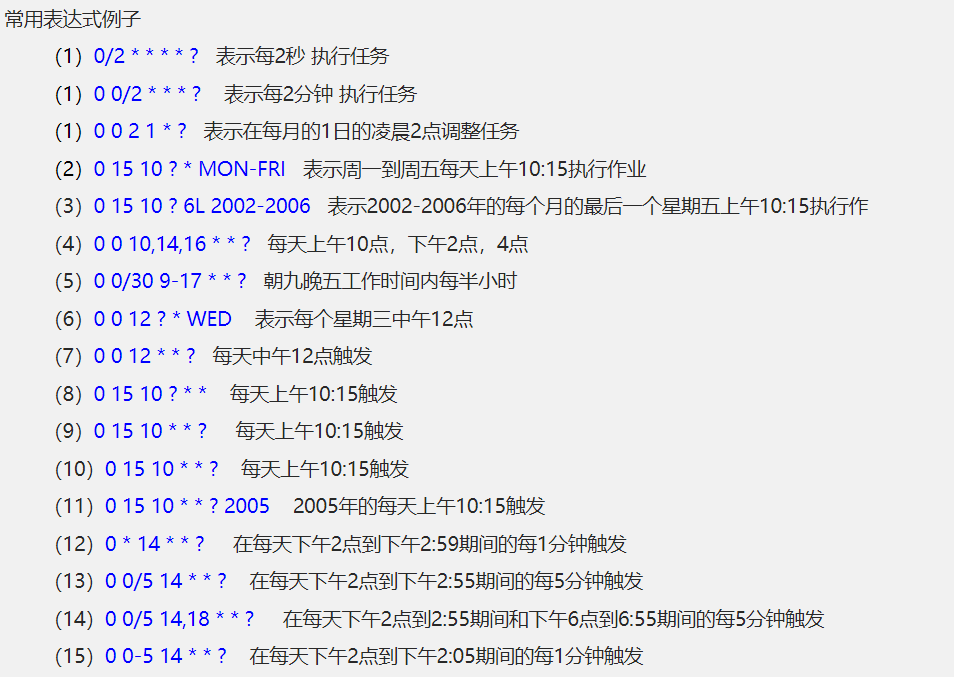 常用表达式例子
(1）0/2 * * * * ? 表示每2秒 执行任务
(1）0 0/2 * * * ? 表示每2分钟 执行任务
(1）0 0 2 1 * ? 表示在每月的1日的凌晨2点调整任务
(2）0 15 10 ? * MON-FRI 表示周一到周五每天上午10:15执行作业
(3）0 15 10 ? 6L 2002-2006 表示2002-2006年的每个月的最后一个星期五上午10:15执行作
(4）0 0 10,14,16 * * ? 每天上午10点，下午2点，4点
(5）0 0/30 9-17 * * ? 朝九晚五工作时间内每半小时
(6）0 0 12 ? * WED 表示每个星期三中午12点
(7）0 0 12 * * ? 每天中午12点触发
(8）0 15 10 ? * * 每天上午10:15触发
(9）0 15 10 * * ? 每天上午10:15触发
(10）0 15 10 * * ? 每天上午10:15触发
(11）0 15 10 * * ? 2005 2005年的每天上午10:15触发
(12）0 * 14 * * ? 在每天下午2点到下午2:59期间的每1分钟触发
(13）0 0/5 14 * * ? 在每天下午2点到下午2:55期间的每5分钟触发
(14）0 0/5 14,18 * * ? 在每天下午2点到2:55期间和下午6点到6:55期间的每5分钟触发
(15）0 0-5 14 * * ? 在每天下午2点到下午2:05期间的每1分钟触发